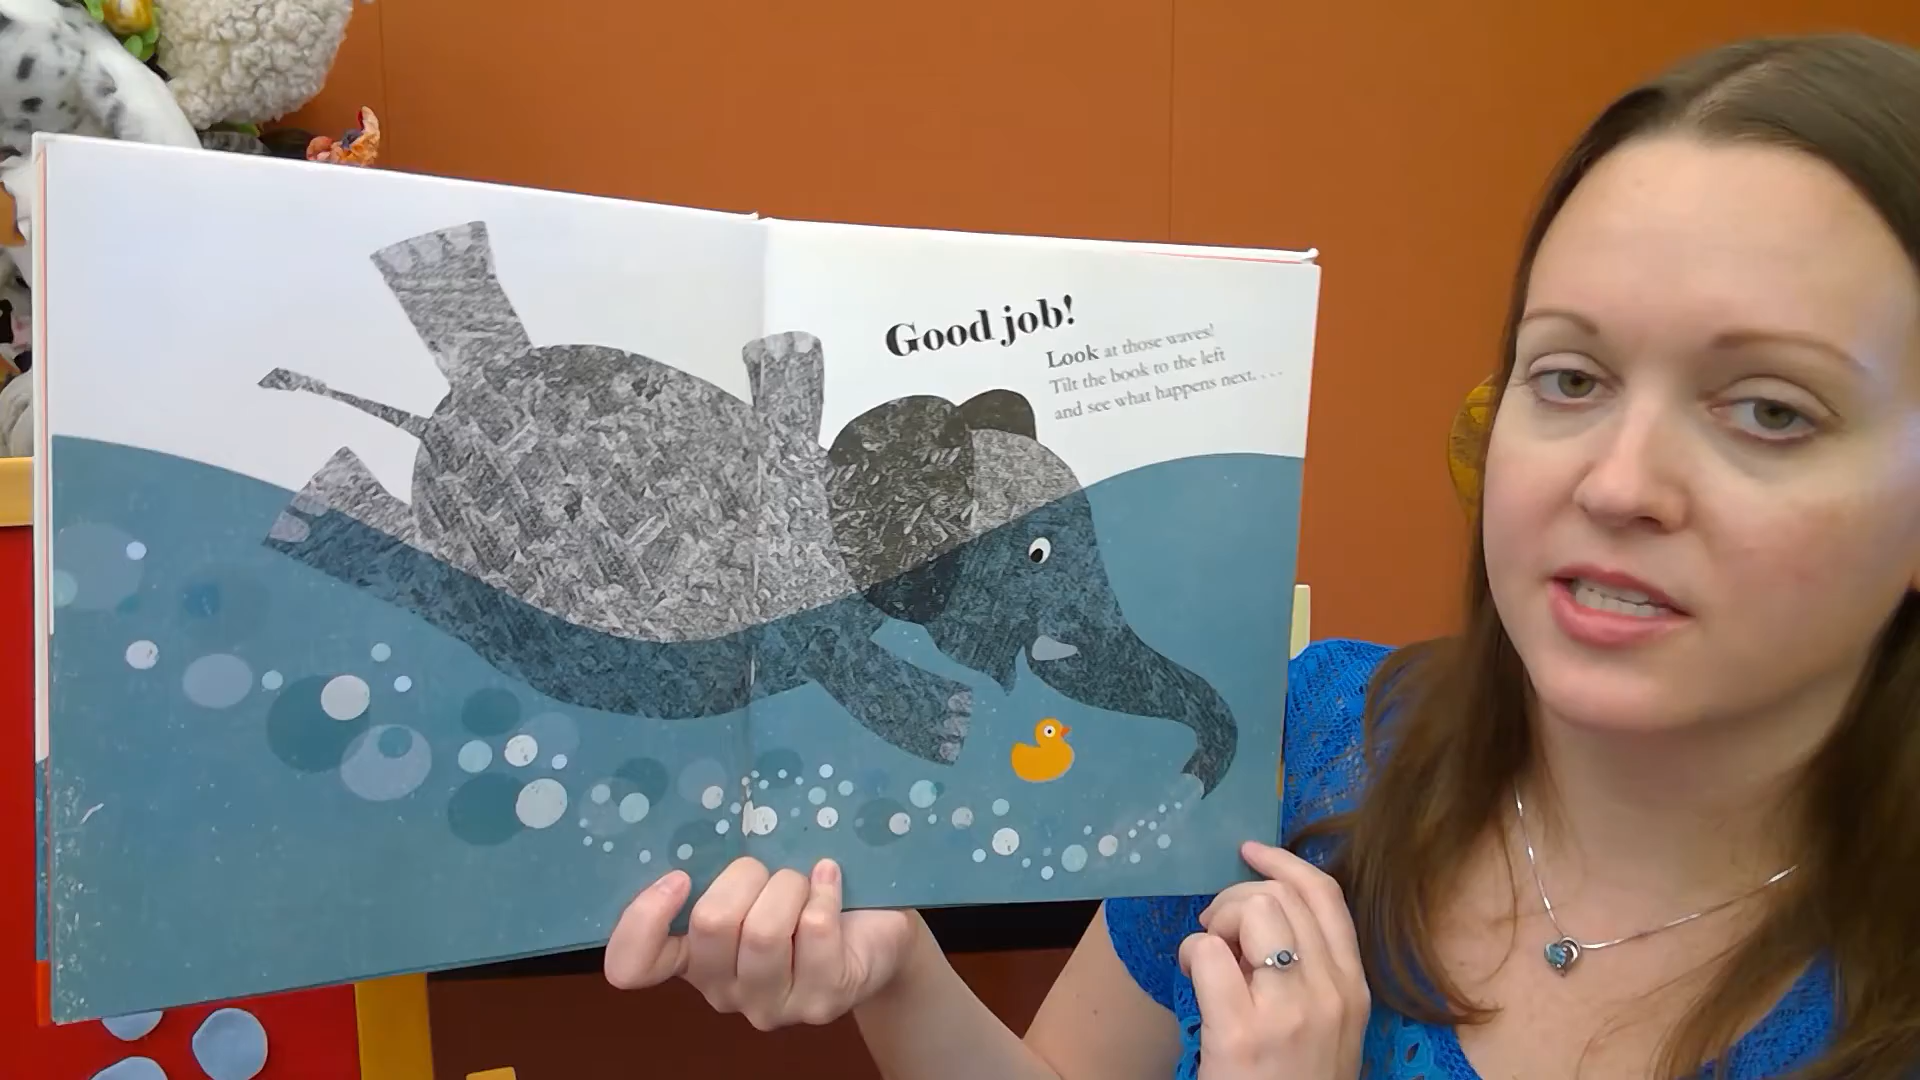 Good job!
Look at those waves!
Tilt the book to the left
and see what happens next. . . .